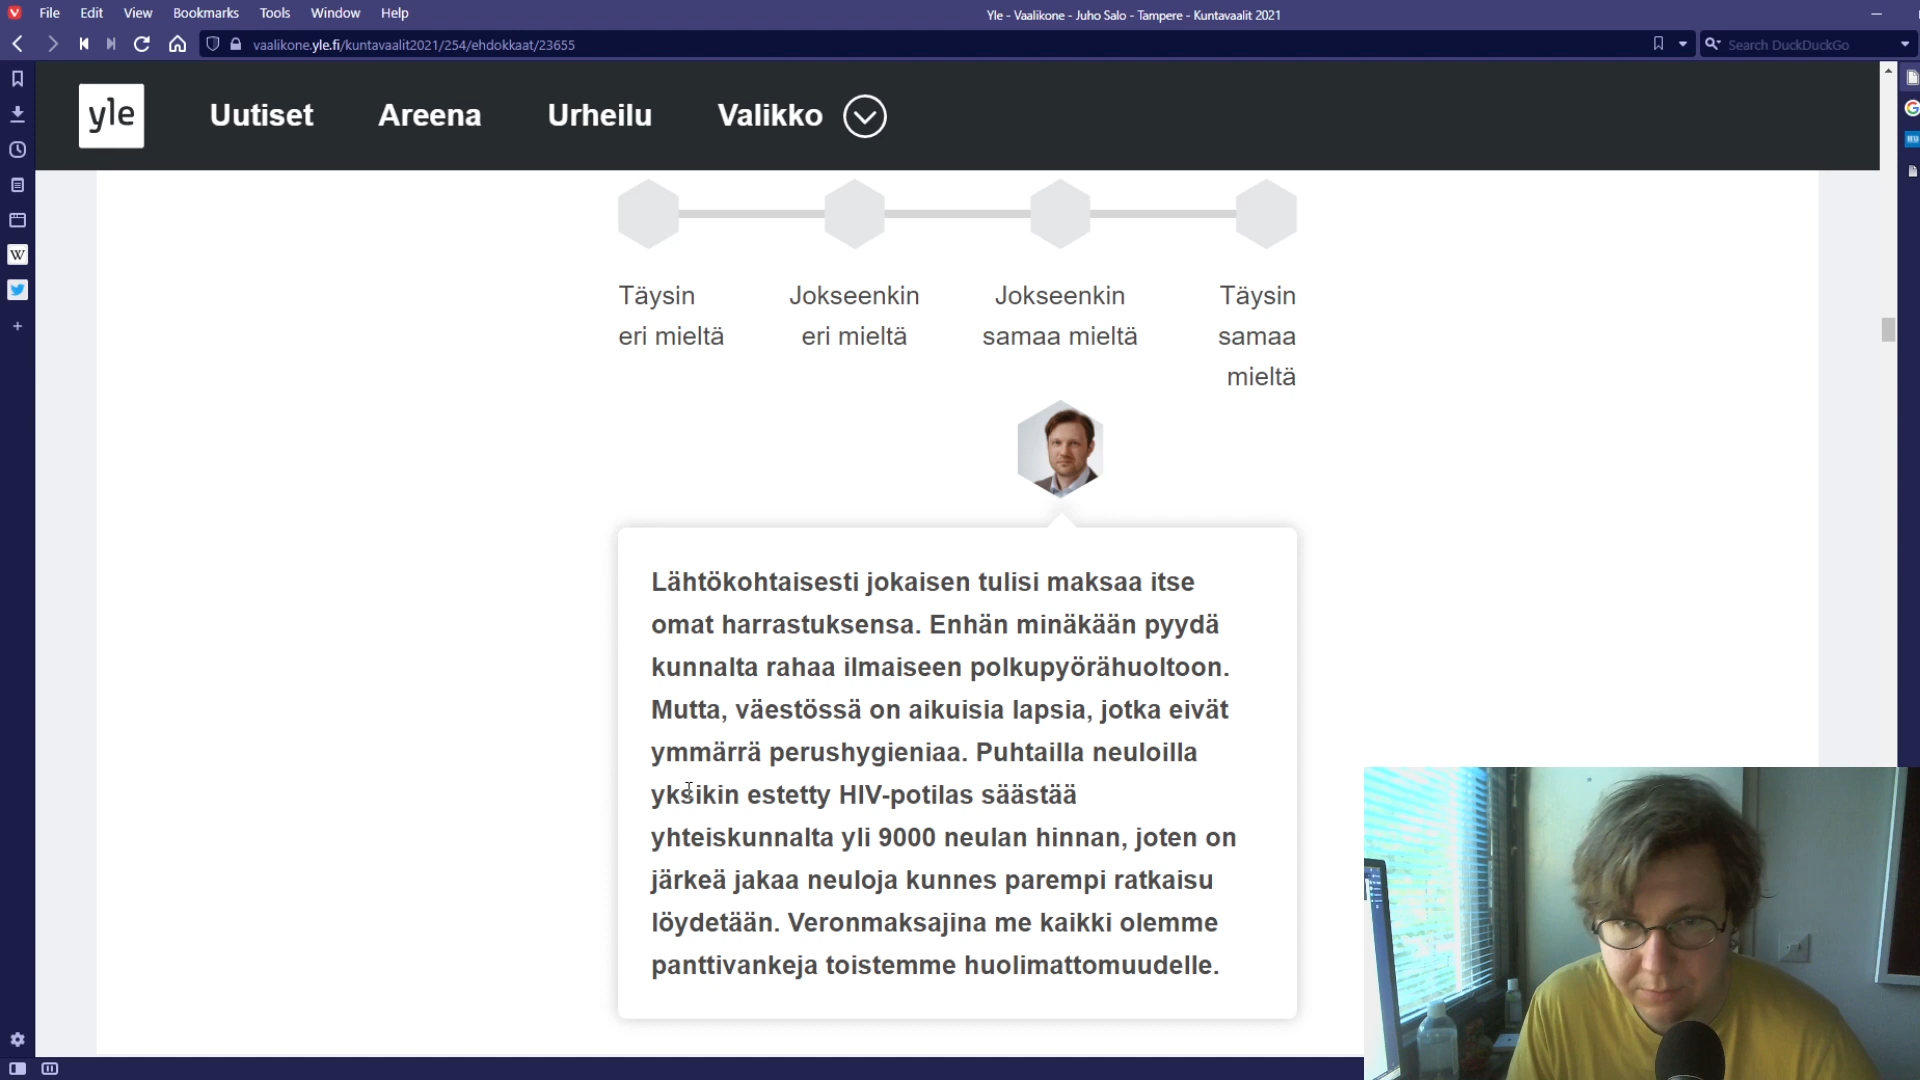 File Edit View Bookmarks Tools Window Help
Yle - Vaalikone - Juho Salo - Tampere - Kuntavaalit 2021
vaalikone.yle.fi/kuntavaalit2021/254/ehdokkaat/23655
Search DuckDuckGo
yle Uutiset Areena Urheilu Valikko
W
Täysin
eri mieltä
Jokseenkin
eri mieltä
Jokseenkin
samaa mieltä
Täysin
samaa
mieltä
Lähtökohtaisesti jokaisen tulisi maksaa itse
omat harrastuksensa. Enhän minäkään pyydä
kunnalta rahaa ilmaiseen polkupyörähuoltoon.
Mutta, väestössä on aikuisia lapsia, jotka eivät
ymmärrä perushygieniaa. Puhtailla neuloilla
yksikin estetty HIV-potilas säästää
yhteiskunnalta yli 9000 neulan hinnan, joten on
järkeä jakaa neuloja kunnes parempi ratkaisu
löydetään. Veronmaksajina me kaikki olemme
panttivankeja toistemme huolimattomuudelle.